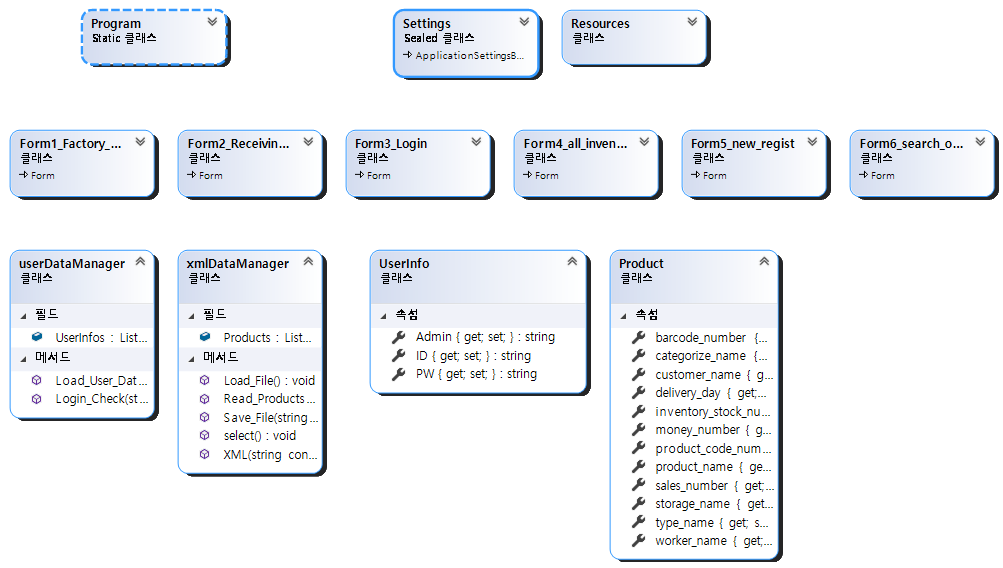 Program
Static 클래스
Settings
Sealed 클래스
ApplicationSettingsB...
Resources
클래스
Form1_Factory_...
클래스
Form
Form2_Receivin...
클래스
Form
Form3_Login
클래스
Form
Form4_all_inven...
클래스
Form
Form5_new_regist
클래스
Form
Form6_search_o...
클래스
Form
userDataManager
클래스
필드
UserInfos : List...
메서드
Load_User_Dat...
Login_Check(st...
xmlDataManager
클래스
필드
Products : List...
메서드
Load_File() : void
Read_Products...
Save_File(string...
select() : void
XML(string con...
UserInfo
클래스
속성
Admin { get; set; } : string
ID { get; set; } : string
PW { get; set; } : string
Product
클래스
속성
barcode_number {...
categorize_name {...
customer_name { g...
delivery_day { get;...
inventory_stock_nu...
money_number { g...
product_code_num...
product_name { ge...
sales_number { get;...
storage_name { get...
type_name { get; s...
worker_name { get;...